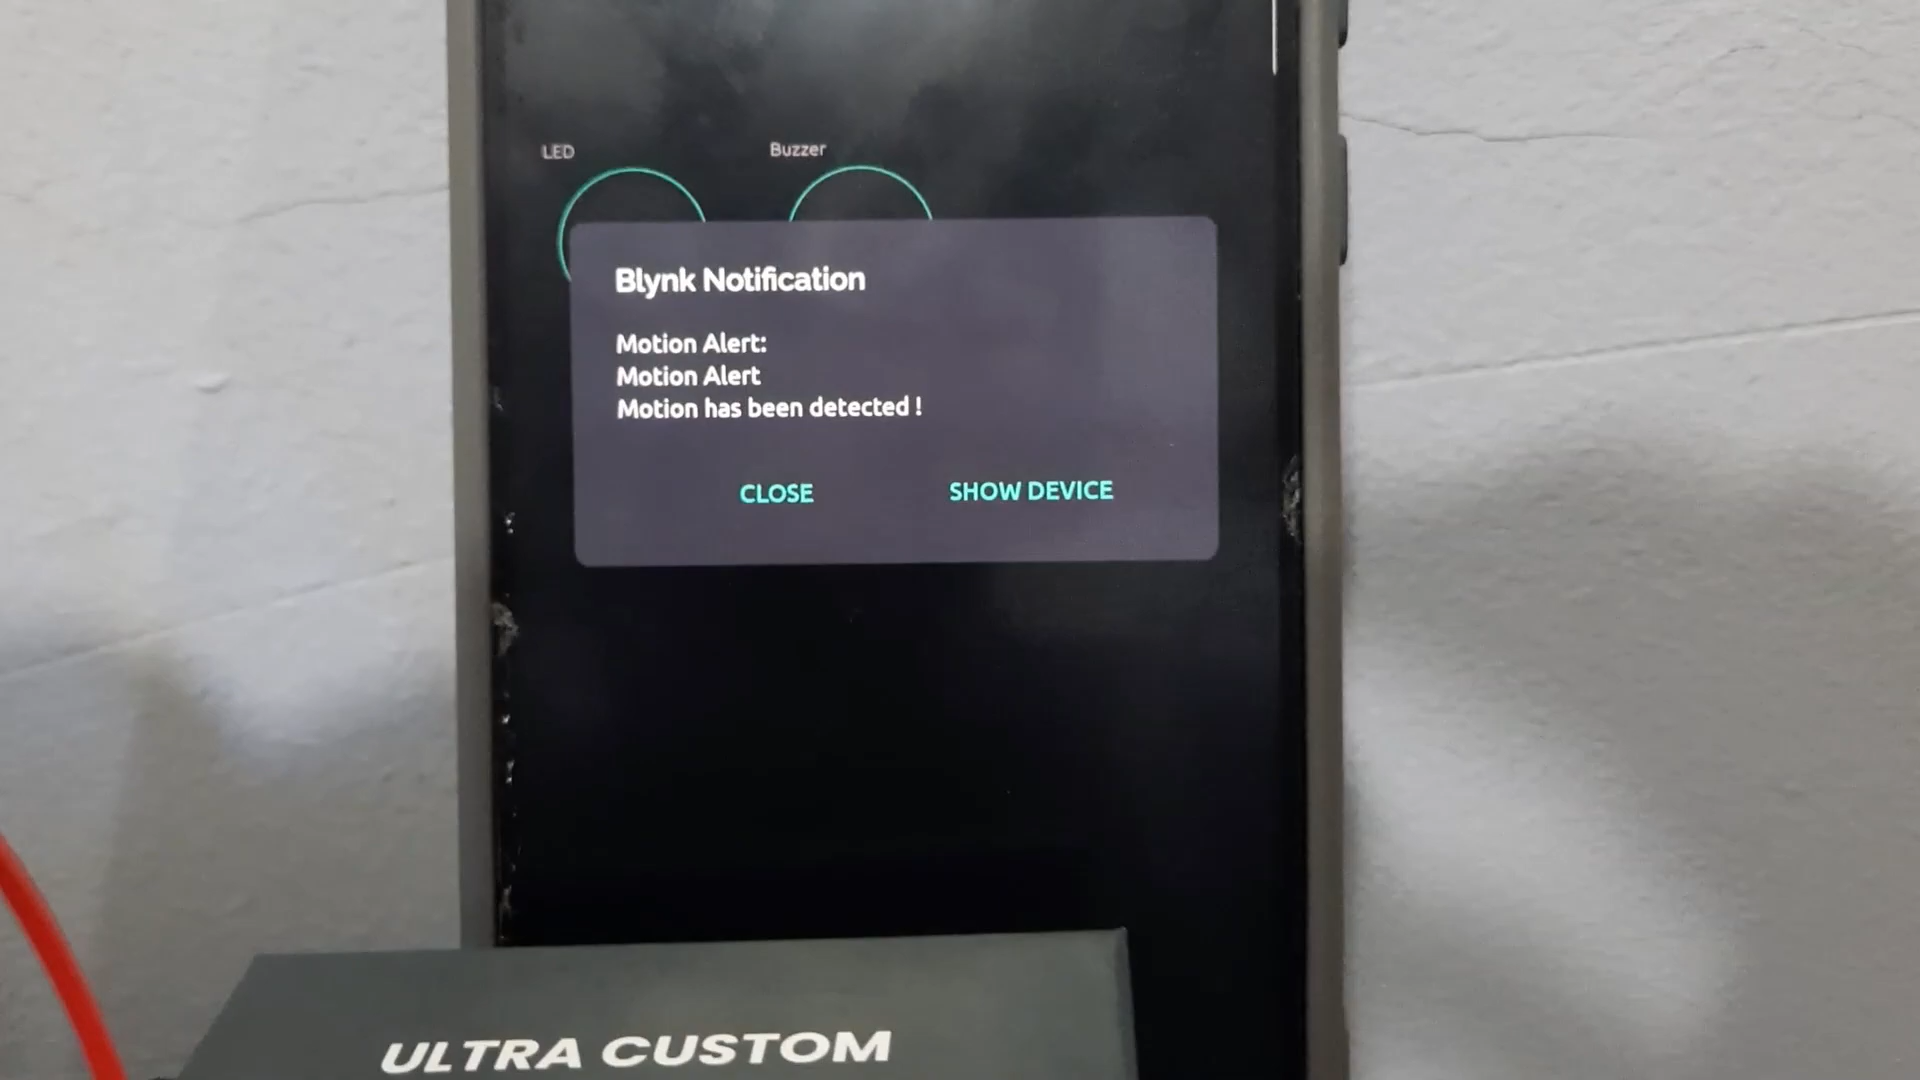 LED
Buzzer
Blynk Notification
Motion Alert:
Motion Alert
Motion has been detected !
CLOSE
SHOW DEVICE
ULTRA CUSTOM